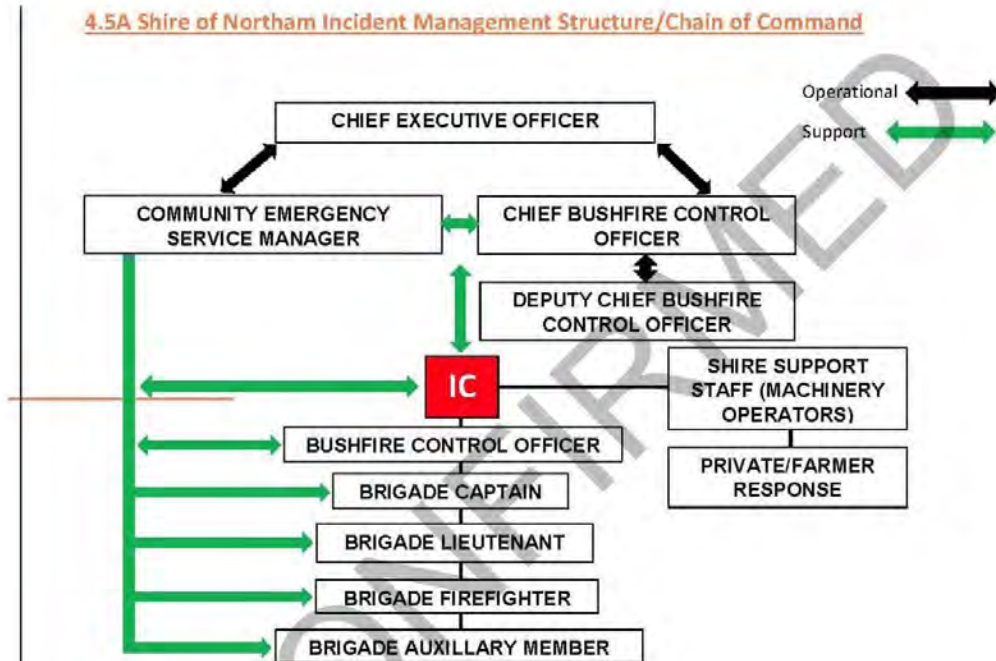 4.5A Shire of Northam Incident Management Structure/Chain of Command
Operational
Support
CHIEF EXECUTIVE OFFICER
COMMUNITY EMERGENCY
SERVICE MANAGER
CHIEF BUSHFIRE CONTROL
OFFICER
DEPUTY CHIEF BUSHFIRE
CONTROL OFFICER
IC
SHIRE SUPPORT
STAFF (MACHINERY
OPERATORS)
BUSHFIRE CONTROL OFFICER
PRIVATE/FARMER
RESPONSE
BRIGADE CAPTAIN
BRIGADE LIEUTENANT
BRIGADE FIREFIGHTER
BRIGADE AUXILLARY MEMBER
ONFIRMED